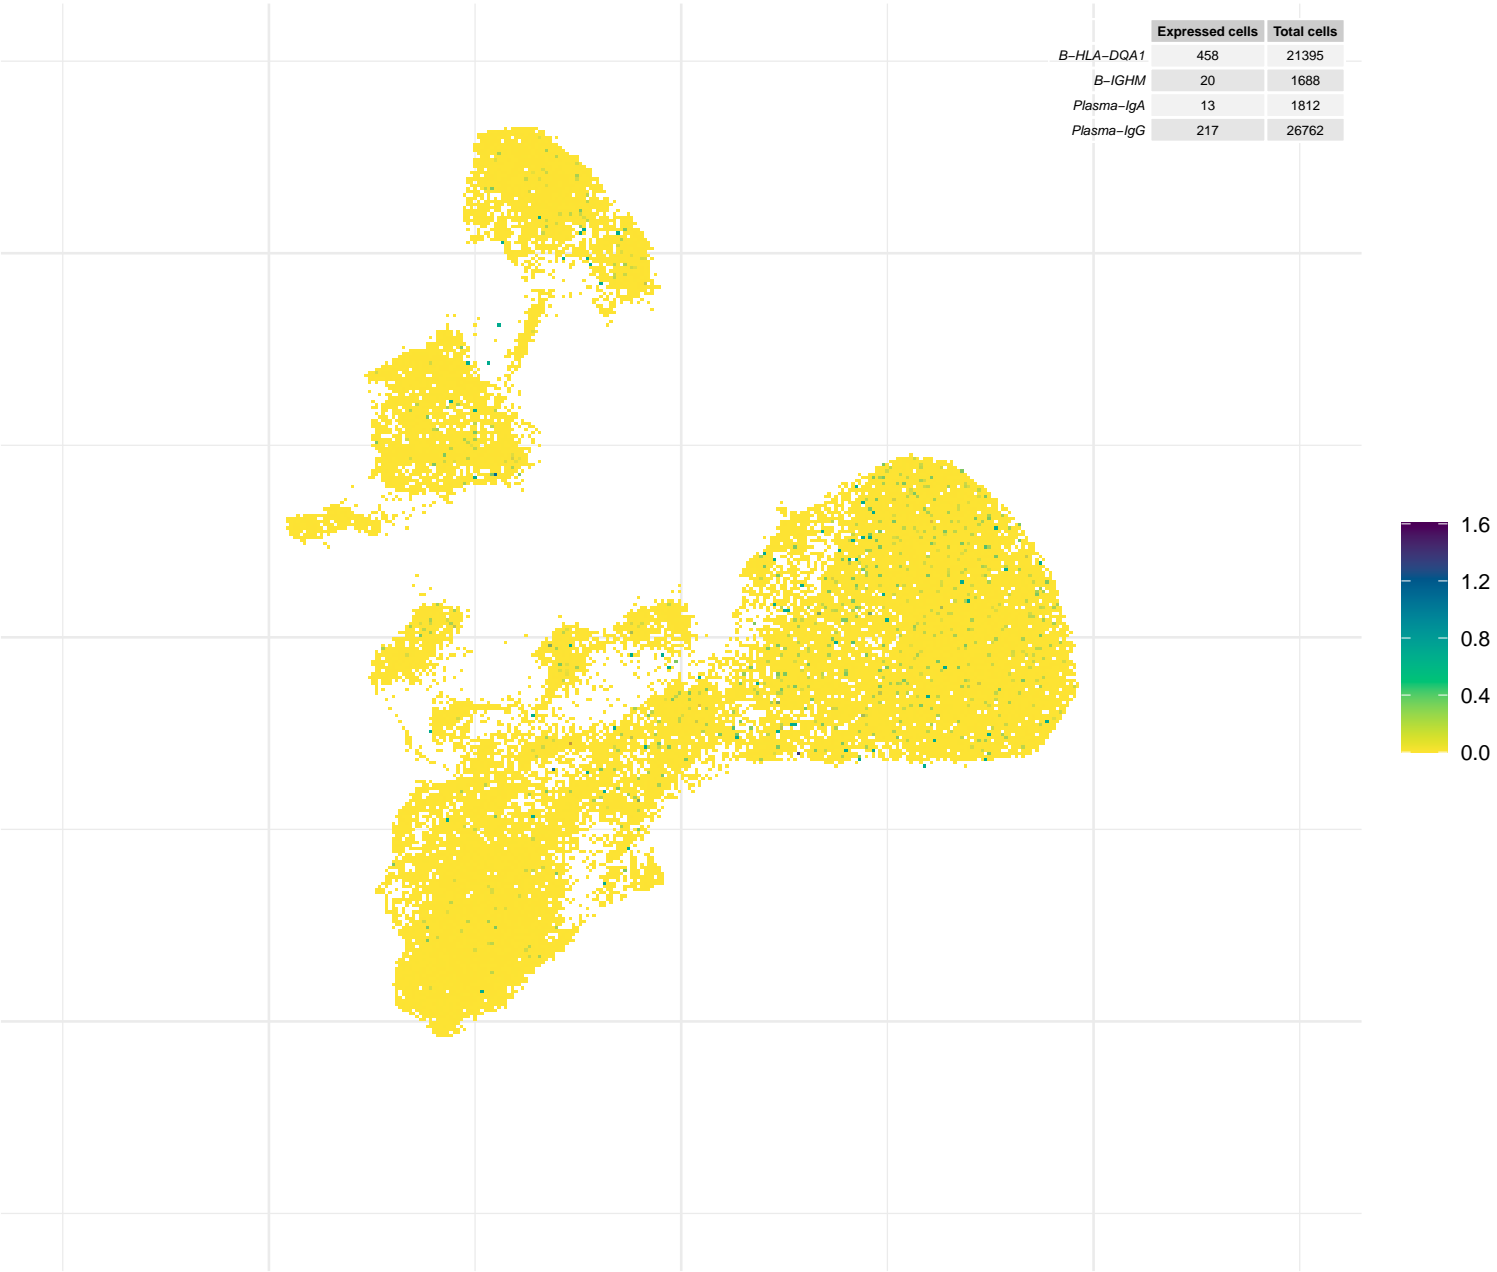 Expressed cells Total cells
B−HLA−DQA1 458 21395
B−IGHM 20 1688
Plasma−IgA 13 1812
Plasma−IgG 217 26762
1.6
1.2
0.8
0.4
0.0